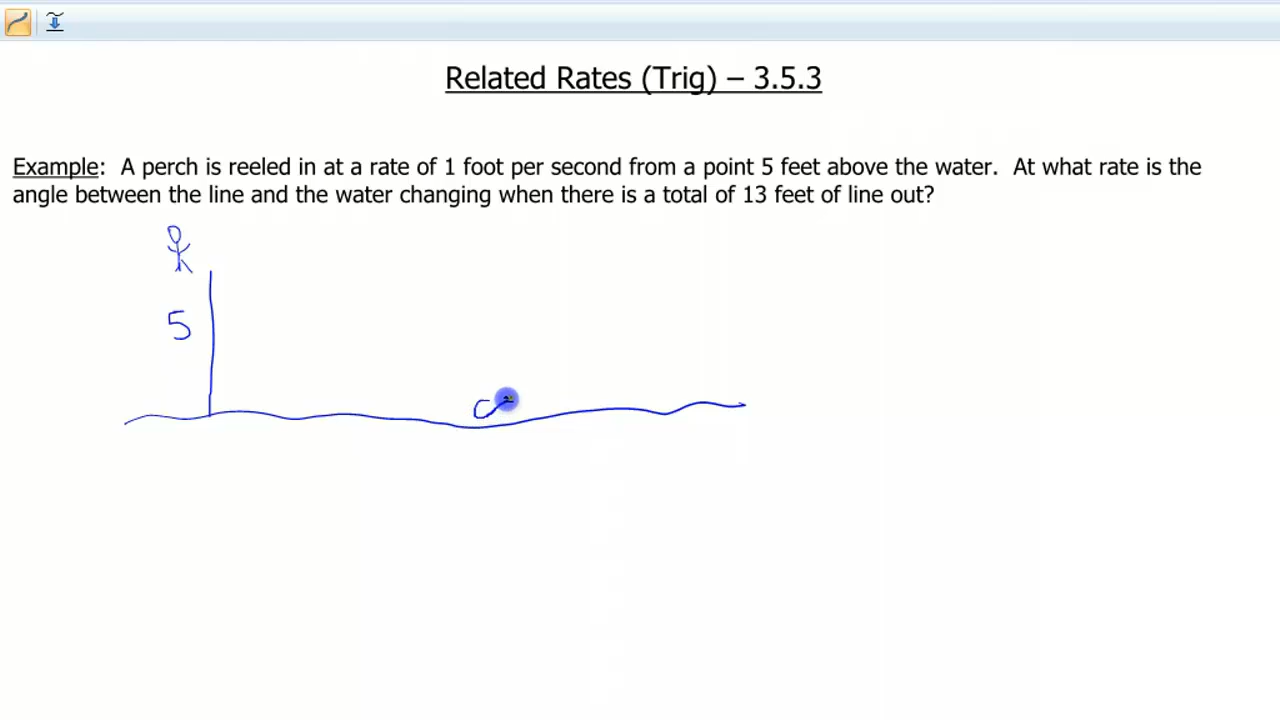 Related Rates (Trig) – 3.5.3
Example: A perch is reeled in at a rate of 1 foot per second from a point 5 feet above the water. At what rate is the
angle between the line and the water changing when there is a total of 13 feet of line out?
5